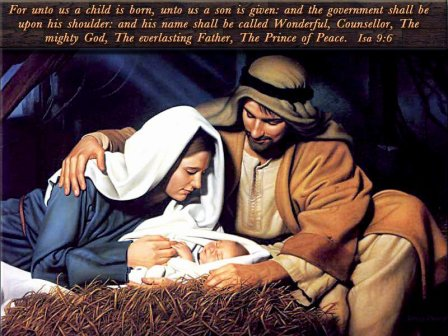 For unto us a child is born, unto us a son is given: and the government shall be
upon his shoulder: and his name shall be called Wonderful, Counsellor, The
mighty God, The everlasting Father, The Prince of Peace. Isa 9:6